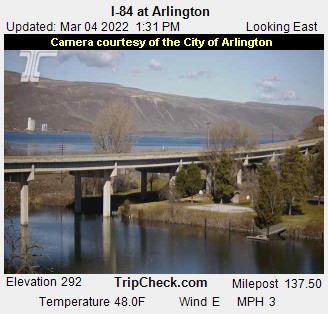 I-84 at Arlington
Updated: Mar 04 2022 1:31 PM Looking East
Camera courtesy of the City of Arlington
Elevation 292 TripCheck.com Milepost 137.50
Temperature 48.0F Wind E MPH 3